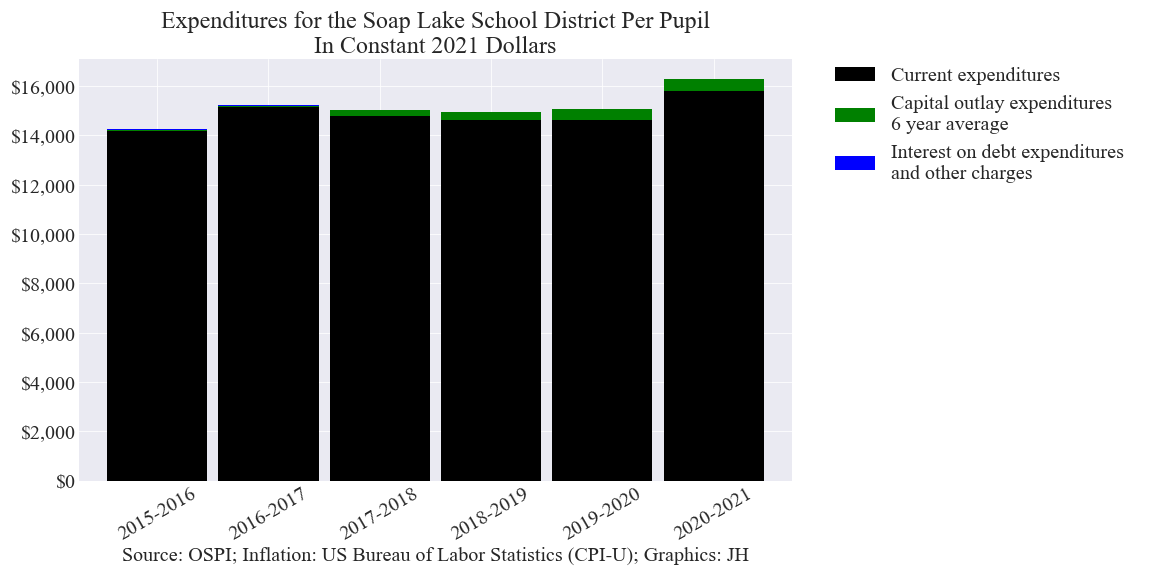 Expenditures for the Soap Lake School District Per Pupil
In Constant 2021 Dollars
$16,000
$14,000
$12,000
$10,000
$8,000
$6,000
$4,000
$2,000
$0
2015-2016
2016-2017
2017-2018
2018-2019
2019-2020
2020-2021
Source: OSPI; Inflation: US Bureau of Labor Statistics (CPI-U); Graphics: JH
Current expenditures
Capital outlay expenditures
6 year average
Interest on debt expenditures
and other charges